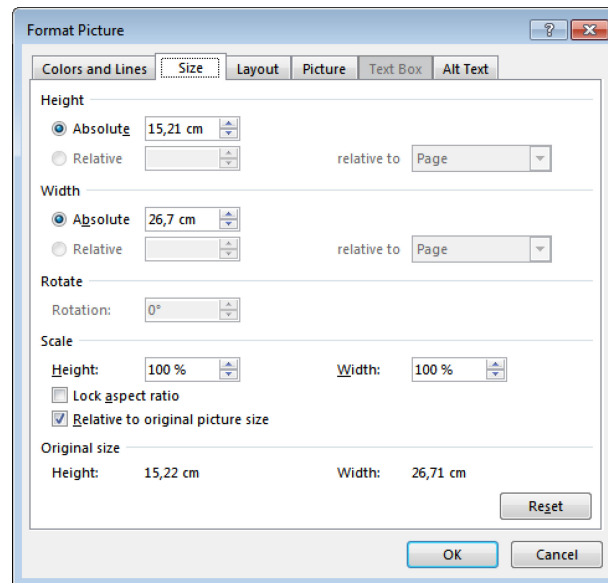 Format Picture
Colors and Lines Size Layout Picture Text Box Alt Text
Height
Absolute 15,21 cm
Relative relative to Page
Width
Absolute 26,7 cm
Relative relative to Page
Rotate
Rotation: 0°
Scale
Height: 100 % Width: 100 %
Lock aspect ratio
Relative to original picture size
Original size
Height: 15,22 cm Width: 26,71 cm
Reset
OK Cancel